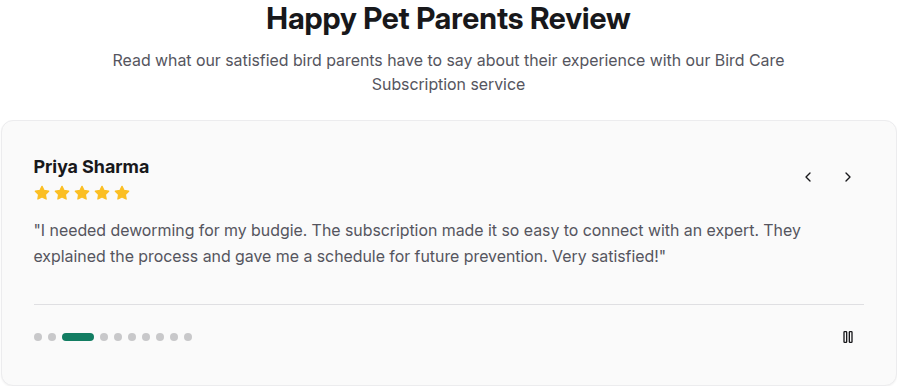 Happy Pet Parents Review
Read what our satisfied bird parents have to say about their experience with our Bird Care
Subscription service
Priya Sharma
"I needed deworming for my budgie. The subscription made it so easy to connect with an expert. They
explained the process and gave me a schedule for future prevention. Very satisfied!"